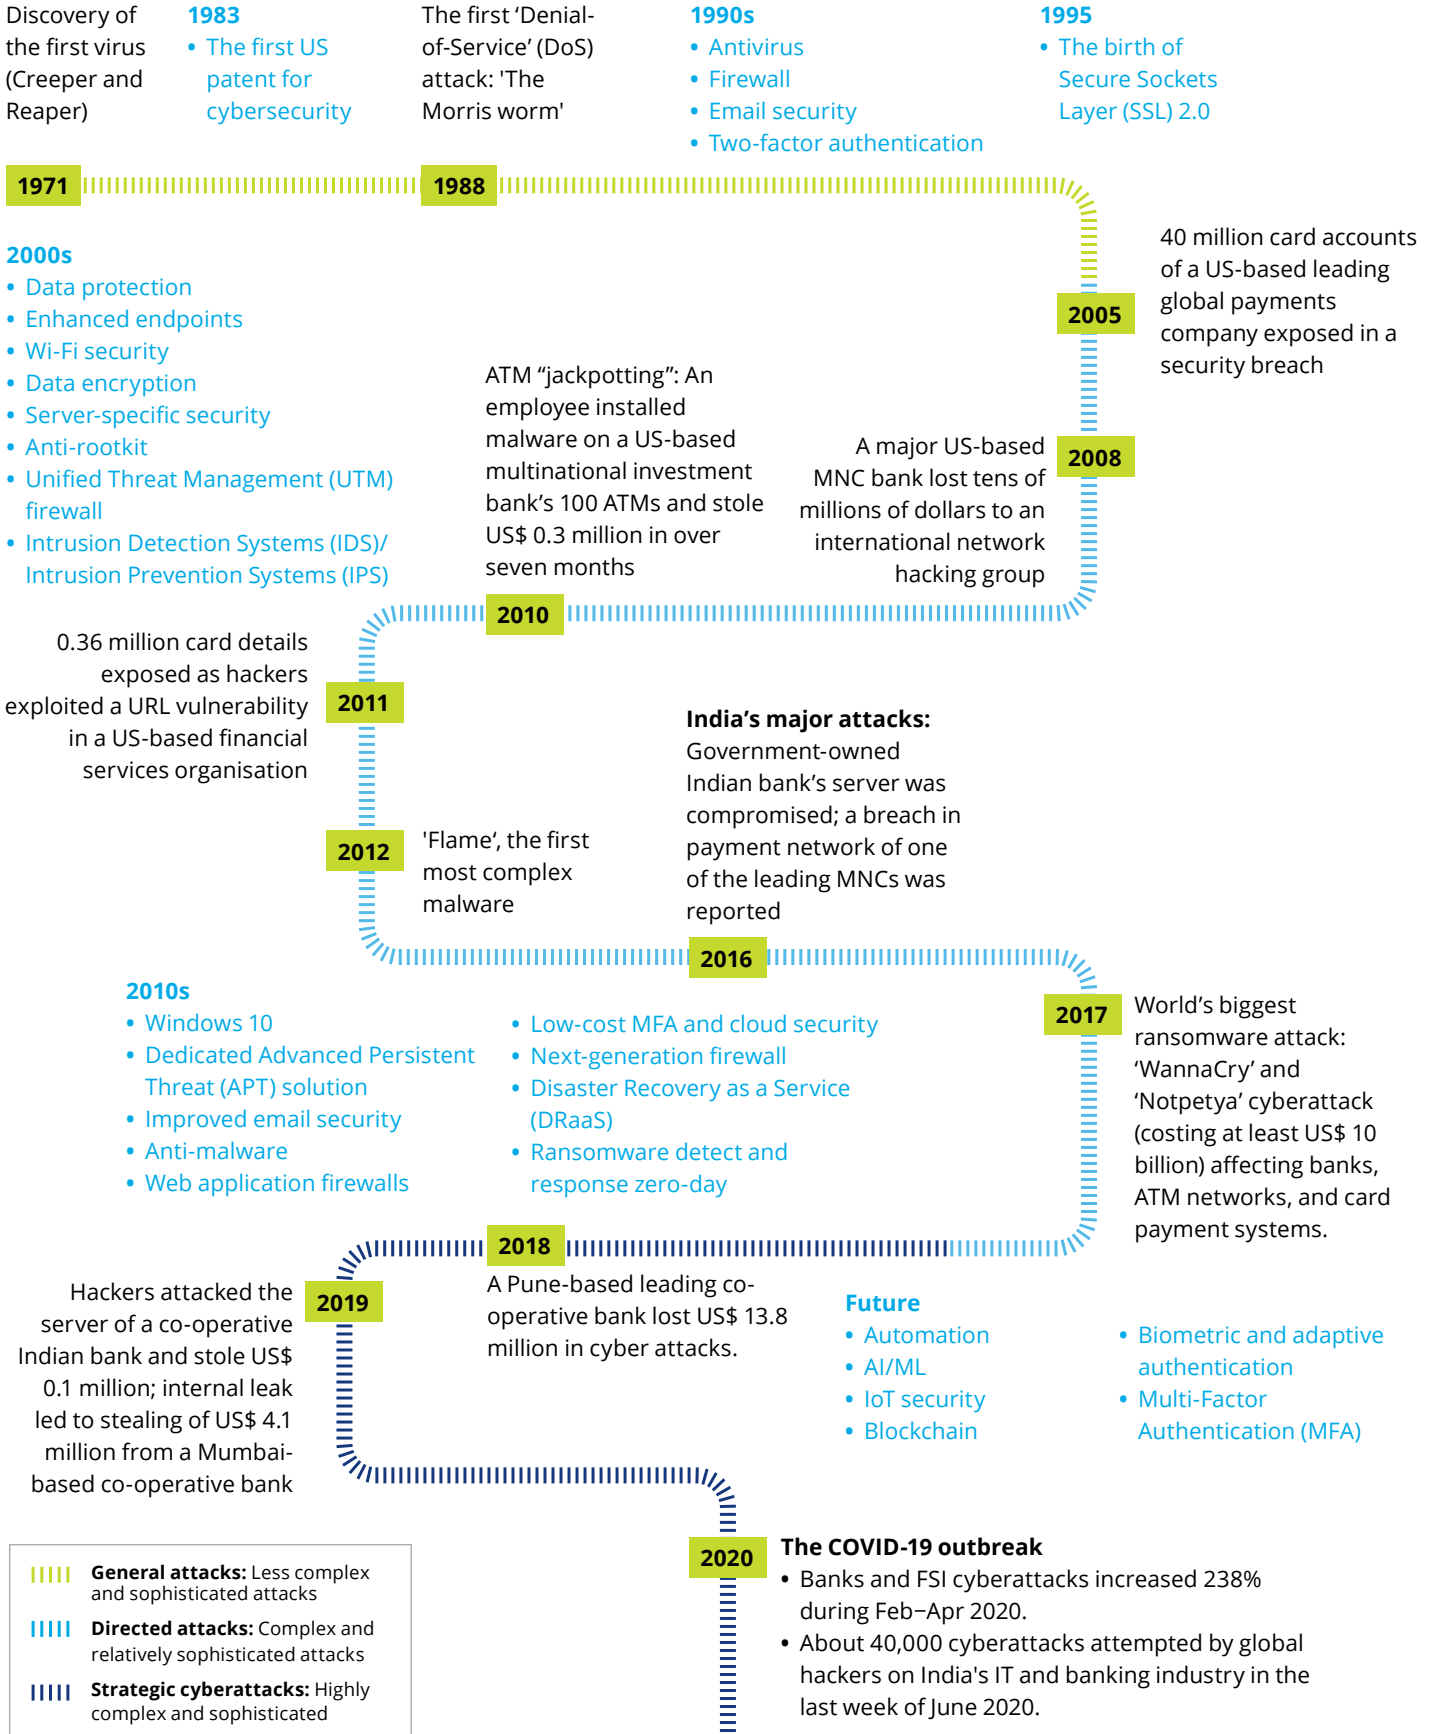 Discovery of
the first virus
(Creeper and
Reaper)
1983
• The first US
patent for
cybersecurity
The first ‘Denial-
of-Service’ (DoS)
attack: 'The
Morris worm'
1990s
• Antivirus
• Firewall
• Email security
• Two-factor authentication
1995
• The birth of
Secure Sockets
Layer (SSL) 2.0
1971
1988
2000s
• Data protection
• Enhanced endpoints
• Wi-Fi security
• Data encryption
• Server-specific security
• Anti-rootkit
• Unified Threat Management (UTM)
firewall
• Intrusion Detection Systems (IDS)/
Intrusion Prevention Systems (IPS)
2005
40 million card accounts
of a US-based leading
global payments
company exposed in a
security breach
ATM “jackpotting”: An
employee installed
malware on a US-based
multinational investment
bank’s 100 ATMs and stole
US$ 0.3 million in over
seven months
A major US-based
MNC bank lost tens of
millions of dollars to an
international network
hacking group
2008
2010
0.36 million card details
exposed as hackers
exploited a URL vulnerability
in a US-based financial
services organisation
2011
India’s major attacks:
Government-owned
Indian bank’s server was
compromised; a breach in
payment network of one
of the leading MNCs was
reported
2012
'Flame‘, the first
most complex
malware
2016
2010s
• Windows 10
• Dedicated Advanced Persistent
Threat (APT) solution
• Improved email security
• Anti-malware
• Web application firewalls
• Low-cost MFA and cloud security
• Next-generation firewall
• Disaster Recovery as a Service
(DRaaS)
• Ransomware detect and
response zero-day
2017
World’s biggest
ransomware attack:
‘WannaCry’ and
‘Notpetya’ cyberattack
(costing at least US$ 10
billion) affecting banks,
ATM networks, and card
payment systems.
2018
A Pune-based leading co-
operative bank lost US$ 13.8
million in cyber attacks.
Hackers attacked the
server of a co-operative
Indian bank and stole US$
0.1 million; internal leak
led to stealing of US$ 4.1
million from a Mumbai-
based co-operative bank
2019
Future
• Automation
• AI/ML
• IoT security
• Blockchain
• Biometric and adaptive
authentication
• Multi-Factor
Authentication (MFA)
2020
The COVID-19 outbreak
• Banks and FSI cyberattacks increased 238%
during Feb–Apr 2020.
• About 40,000 cyberattacks attempted by global
hackers on India's IT and banking industry in the
last week of June 2020.
General attacks: Less complex
and sophisticated attacks
Directed attacks: Complex and
relatively sophisticated attacks
Strategic cyberattacks: Highly
complex and sophisticated